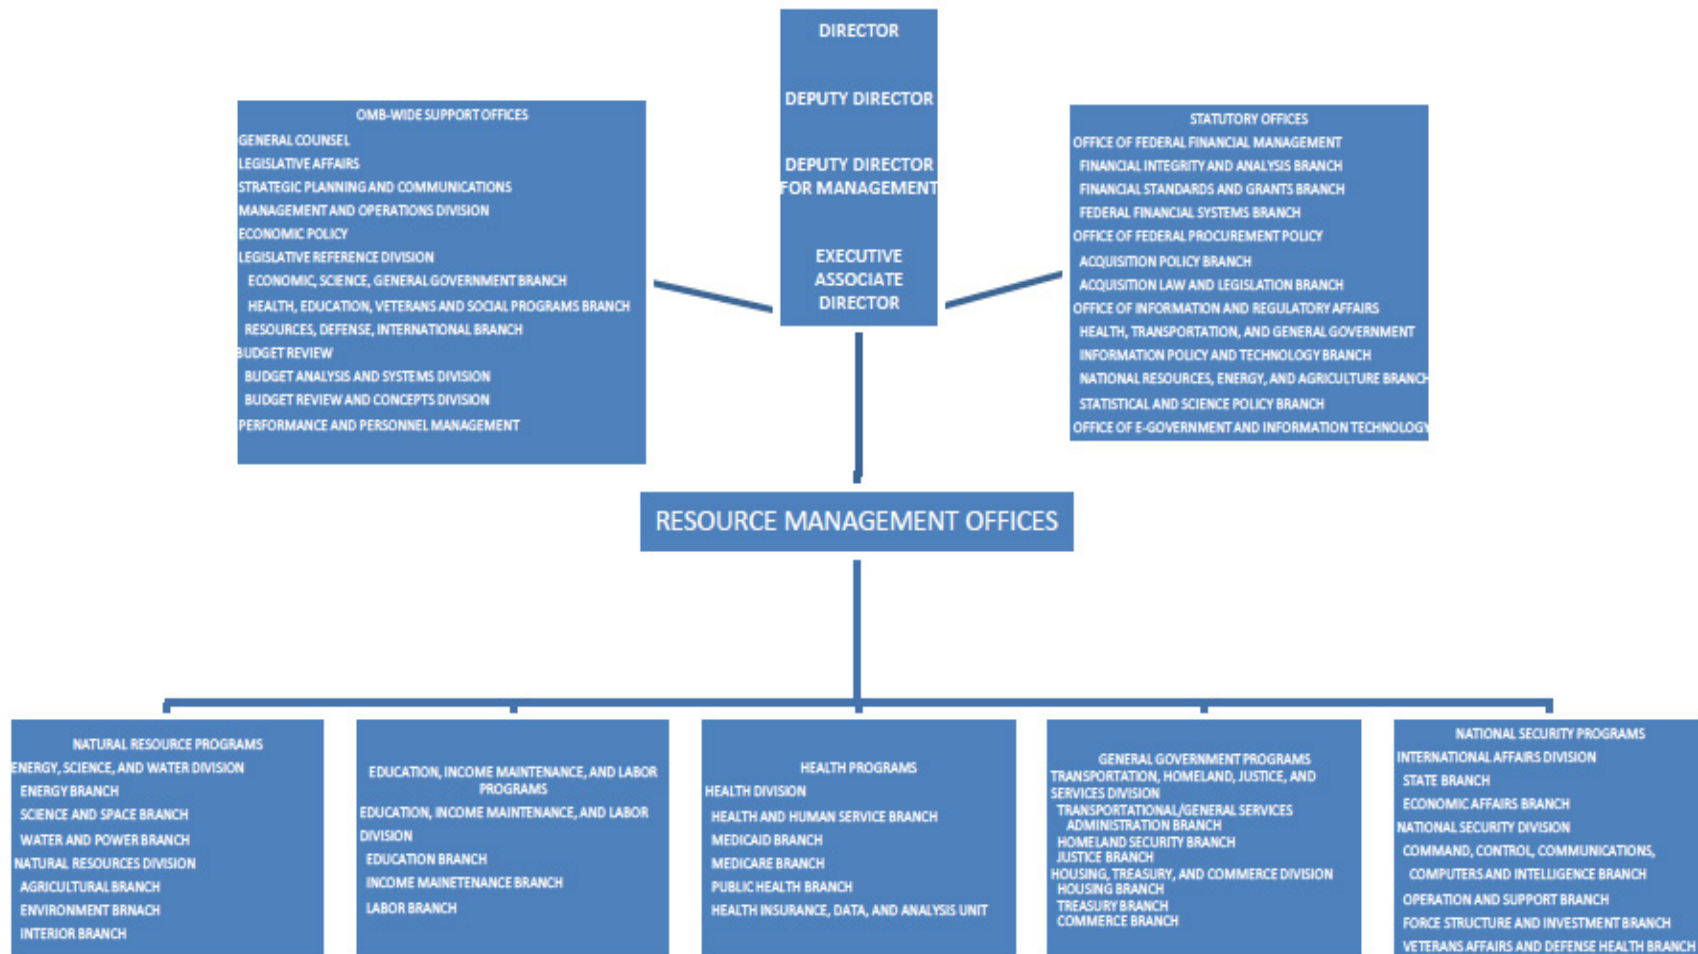 DIRECTOR
DEPUTY DIRECTOR
DEPUTY DIRECTOR
FOR MANAGEMENT
EXECUTIVE
ASSOCIATE
DIRECTOR
OMB-WIDE SUPPORT OFFICES
GENERAL COUNSEL
LEGISLATIVE AFFAIRS
STRATEGIC PLANNING AND COMMUNICATIONS
MANAGEMENT AND OPERATIONS DIVISION
ECONOMIC POLICY
LEGISLATIVE REFERENCE DIVISION
ECONOMIC, SCIENCE, GENERAL GOVERNMENT BRANCH
HEALTH, EDUCATION, VETERANS AND SOCIAL PROGRAMS BRANCH
RESOURCES, DEFENSE, INTERNATIONAL BRANCH
BUDGET REVIEW
BUDGET ANALYSIS AND SYSTEMS DIVISION
BUDGET REVIEW AND CONCEPTS DIVISION
PERFORMANCE AND PERSONNEL MANAGEMENT
STATUTORY OFFICES
OFFICE OF FEDERAL FINANCIAL MANAGEMENT
FINANCIAL INTEGRITY AND ANALYSIS BRANCH
FINANCIAL STANDARDS AND GRANTS BRANCH
FEDERAL FINANCIAL SYSTEMS BRANCH
OFFICE OF FEDERAL PROCUREMENT POLICY
ACQUISITION POLICY BRANCH
ACQUISITION LAW AND LEGISLATION BRANCH
OFFICE OF INFORMATION AND REGULATORY AFFAIRS
HEALTH, TRANSPORTATION, AND GENERAL GOVERNMENT
INFORMATION POLICY AND TECHNOLOGY BRANCH
NATIONAL RESOURCES, ENERGY, AND AGRICULTURE BRANCH
STATISTICAL AND SCIENCE POLICY BRANCH
OFFICE OF E-GOVERNMENT AND INFORMATION TECHNOLOGY
RESOURCE MANAGEMENT OFFICES
NATURAL RESOURCE PROGRAMS
ENERGY, SCIENCE, AND WATER DIVISION
ENERGY BRANCH
SCIENCE AND SPACE BRANCH
WATER AND POWER BRANCH
NATURAL RESOURCES DIVISION
AGRICULTURAL BRANCH
ENVIRONMENT BRNACH
INTERIOR BRANCH
EDUCATION, INCOME MAINTENANCE, AND LABOR
PROGRAMS
EDUCATION, INCOME MAINTENANCE, AND LABOR
DIVISION
EDUCATION BRANCH
INCOME MAINETENANCE BRANCH
LABOR BRANCH
HEALTH PROGRAMS
HEALTH DIVISION
HEALTH AND HUMAN SERVICE BRANCH
MEDICAID BRANCH
MEDICARE BRANCH
PUBLIC HEALTH BRANCH
HEALTH INSURANCE, DATA, AND ANALYSIS UNIT
GENERAL GOVERNMENT PROGRAMS
TRANSPORTATION, HOMELAND, JUSTICE, AND
SERVICES DIVISION
TRANSPORTATIONAL/GENERAL SERVICES
ADMINISTRATION BRANCH
HOMELAND SECURITY BRANCH
JUSTICE BRANCH
HOUSING, TREASURY, AND COMMERCE DIVISION
HOUSING BRANCH
TREASURY BRANCH
COMMERCE BRANCH
NATIONAL SECURITY PROGRAMS
INTERNATIONAL AFFAIRS DIVISION
STATE BRANCH
ECONOMIC AFFAIRS BRANCH
NATIONAL SECURITY DIVISION
COMMAND, CONTROL, COMMUNICATIONS,
COMPUTERS AND INTELLIGENCE BRANCH
OPERATION AND SUPPORT BRANCH
FORCE STRUCTURE AND INVESTMENT BRANCH
VETERANS AFFAIRS AND DEFENSE HEALTH BRANCH